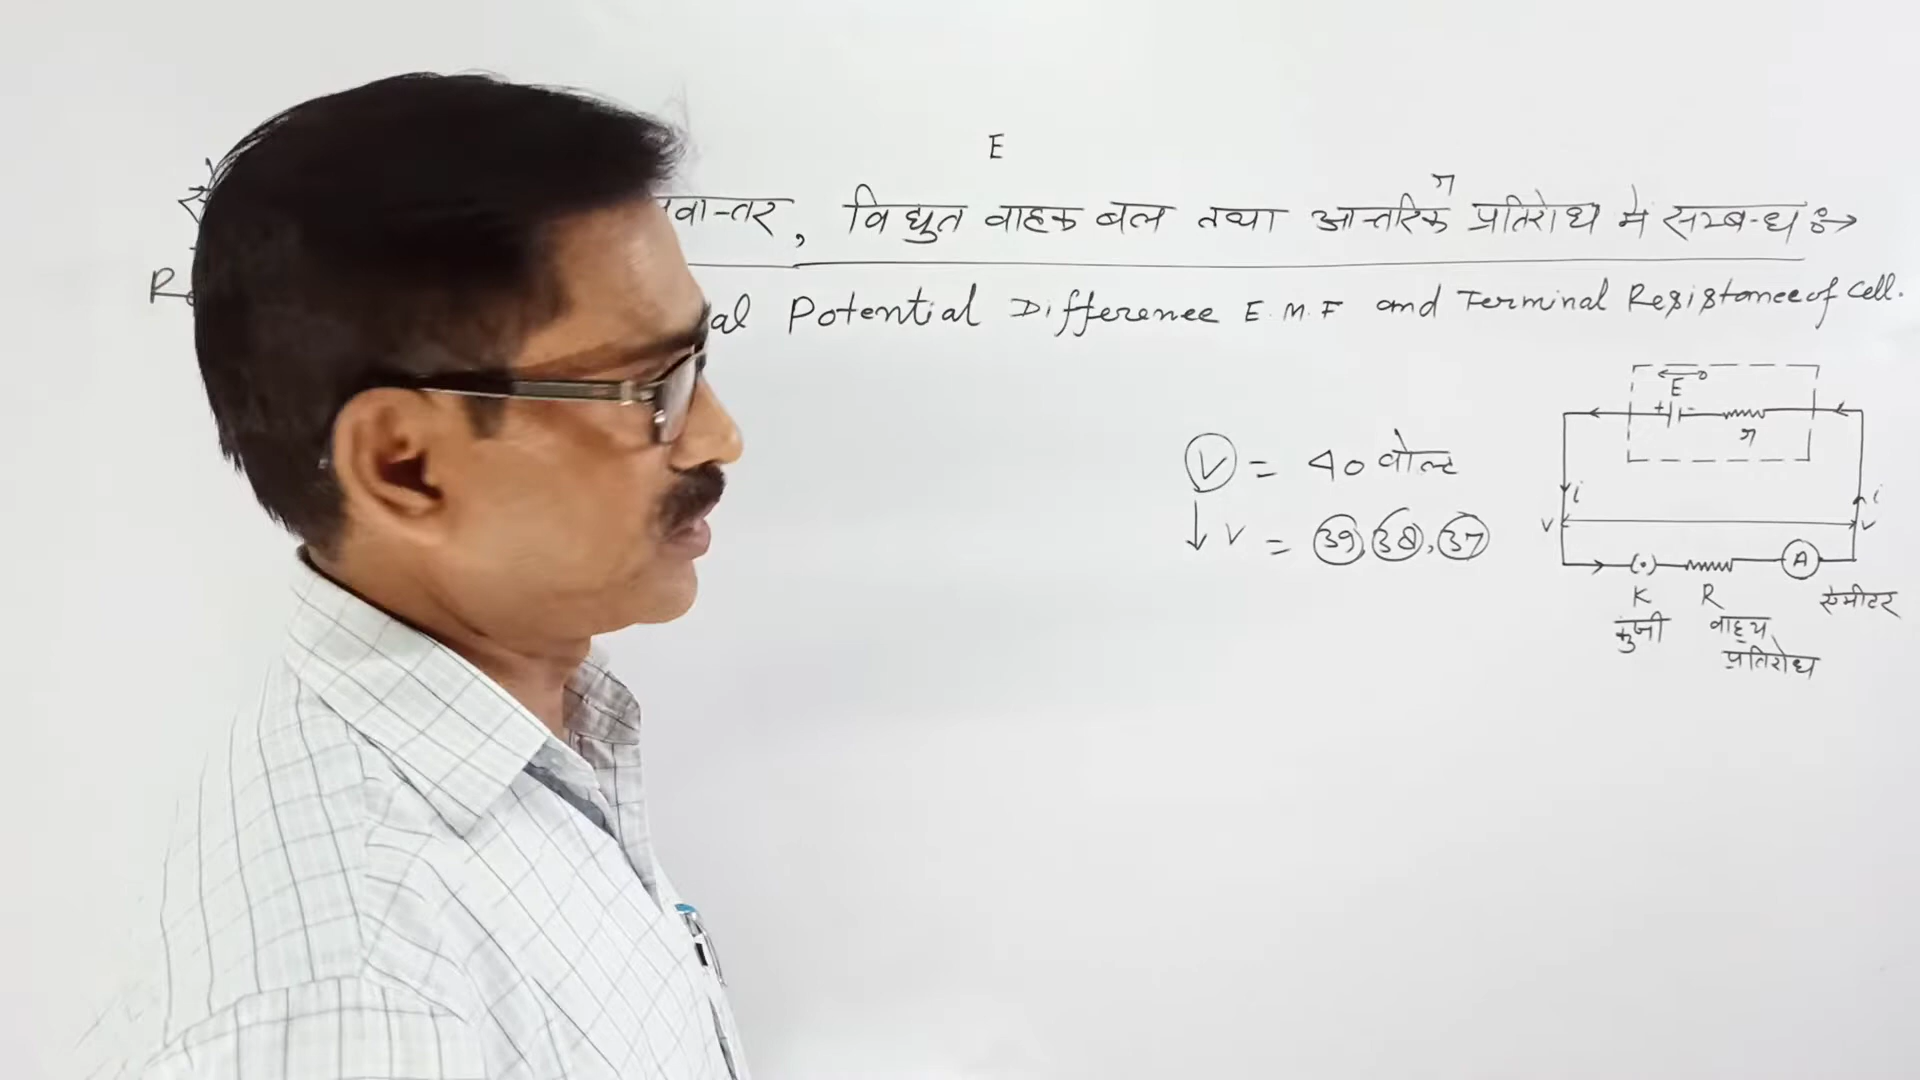 E
r
वान्तर, विधुत वाहक बल तथा आन्तरिक प्रतिरोध में सम्बन्ध :→
al Potential Difference E.M.F and Terminal Resistance of Cell.
E
+ -
r
V = 40 वोल्ट
i i
↓ V = 39, 38, 37
V V
A
K R एमीटर
कुंजी वाह्य
प्रतिरोध